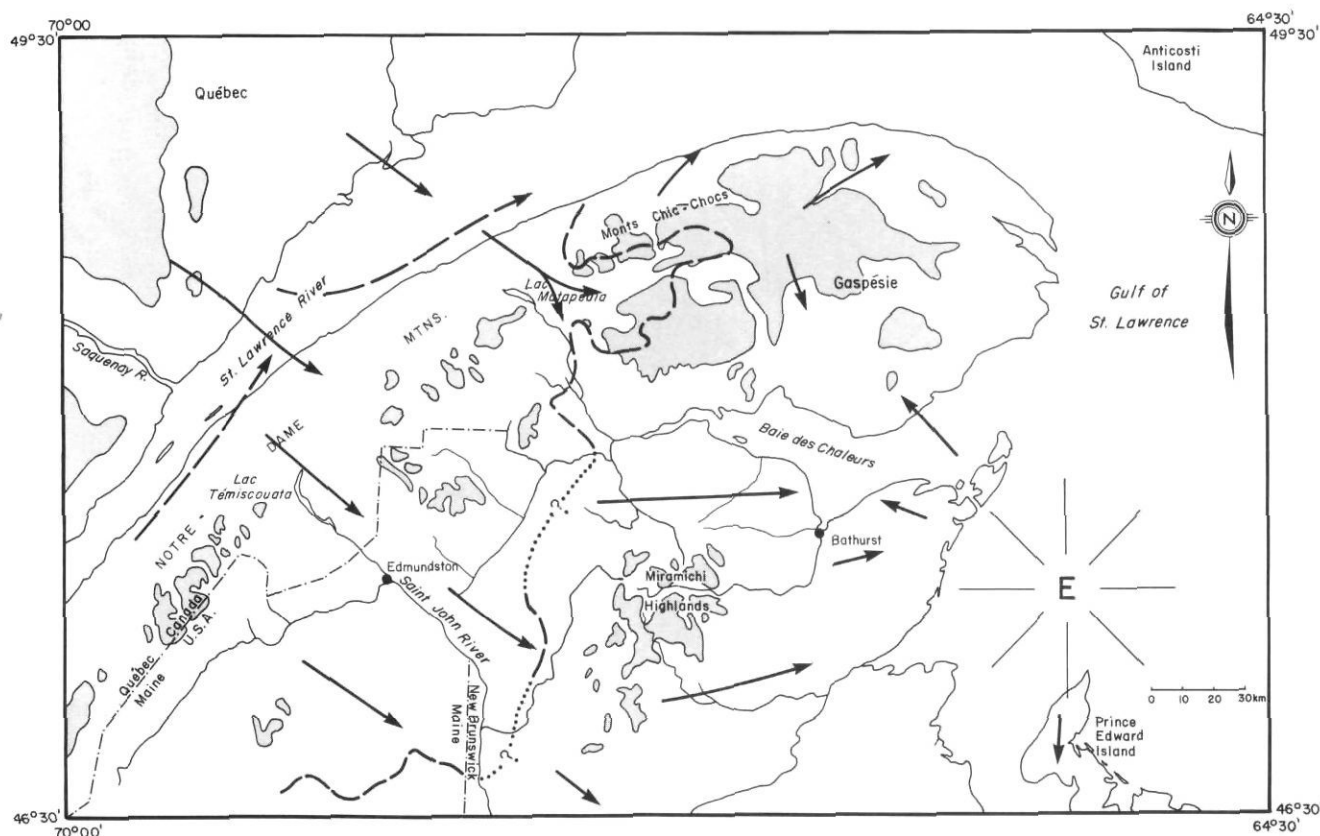 70°00
64°30'
49°30'
49°30'
Anticosti
Island
Québec
Monts Chic-Chocs
N
Gaspésie
Gulf of
St. Lawrence
Lac
Matapédia
St. Lawrence River
MTNS.
Saguenay R.
DAME
Baie des Chaleurs
Lac
Témiscouata
NOTRE -
?
Bathurst
Edmundston
Miramichi
Highlands
Saint John River
E
Canada
U.S.A.
Québec
Maine
New Brunswick
Maine
0 10 20 30km
Prince
Edward
Island
?
46°30'
46°30'
70°00'
64°30'